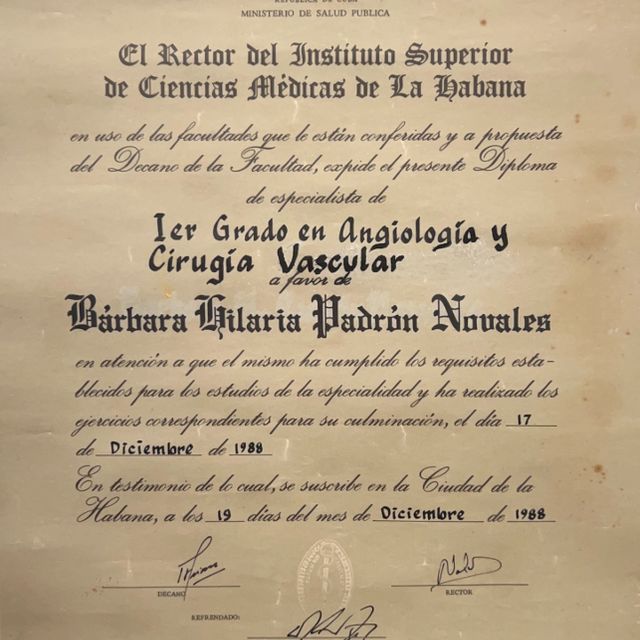 REPUBLICA DE CUBA
MINISTERIO DE SALUD PUBLICA
El Rector del Instituto Superior
de Ciencias Médicas de La Habana
en uso de las facultades que le están conferidas y a propuesta
del Decano de la Facultad, expide el presente Diploma
de especialista de
Ier Grado en Angiología y
Cirugía Vascular
a favor de
Bárbara Hilaria Padrón Novales
en atención a que el mismo ha cumplido los requisitos esta-
blecidos para los estudios de la especialidad y ha realizado los
ejercicios correspondientes para su culminación, el día 17
de Diciembre de 1988
En testimonio de lo cual, se suscribe en la Ciudad de la
Habana, a los 19 días del mes de Diciembre de 1988
DECANO
RECTOR
REFRENDADO: